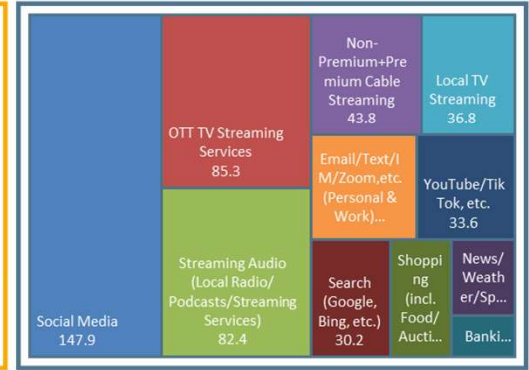 Social Media
147.9
OTT TV Streaming
Services
85.3
Streaming Audio
(Local Radio/
Podcasts/Streaming
Services)
82.4
Non-
Premium+Pre
mium Cable
Streaming
43.8
Local TV
Streaming
36.8
Email/Text/I
M/Zoom,etc.
(Personal &
Work)...
YouTube/Tik
Tok, etc.
33.6
Search
(Google,
Bing, etc.)
30.2
Shoppi
ng
(incl.
Food/
Aucti...
News/
Weath
er/Sp...
Banki...